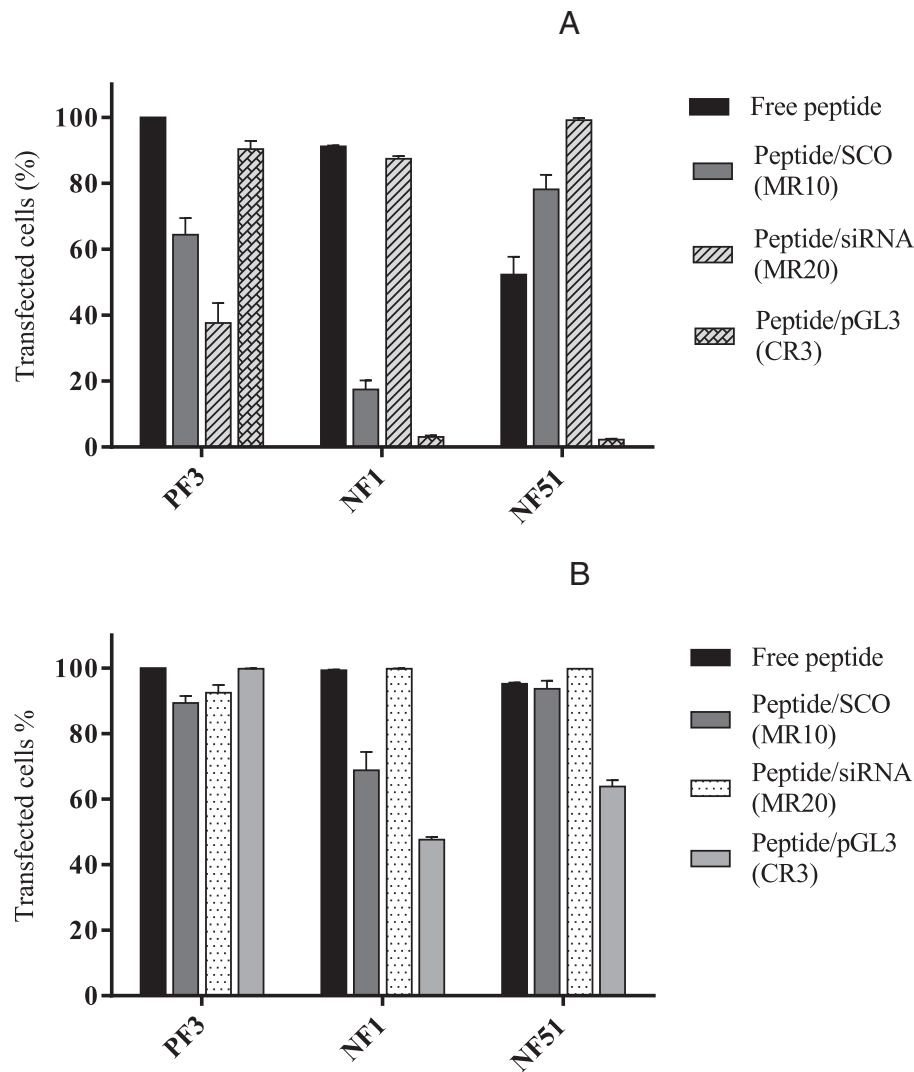 A
Transfected cells (%)
100
80
60
40
20
0
PF3
NF1
NF51
Free peptide
Peptide/SCO
(MR10)
Peptide/siRNA
(MR20)
Peptide/pGL3
(CR3)
B
Transfected cells %
100
80
60
40
20
0
PF3
NF1
NF51
Free peptide
Peptide/SCO
(MR10)
Peptide/siRNA
(MR20)
Peptide/pGL3
(CR3)